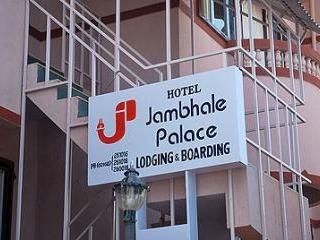 HOTEL
Jambhale
Palace
LODGING & BOARDING